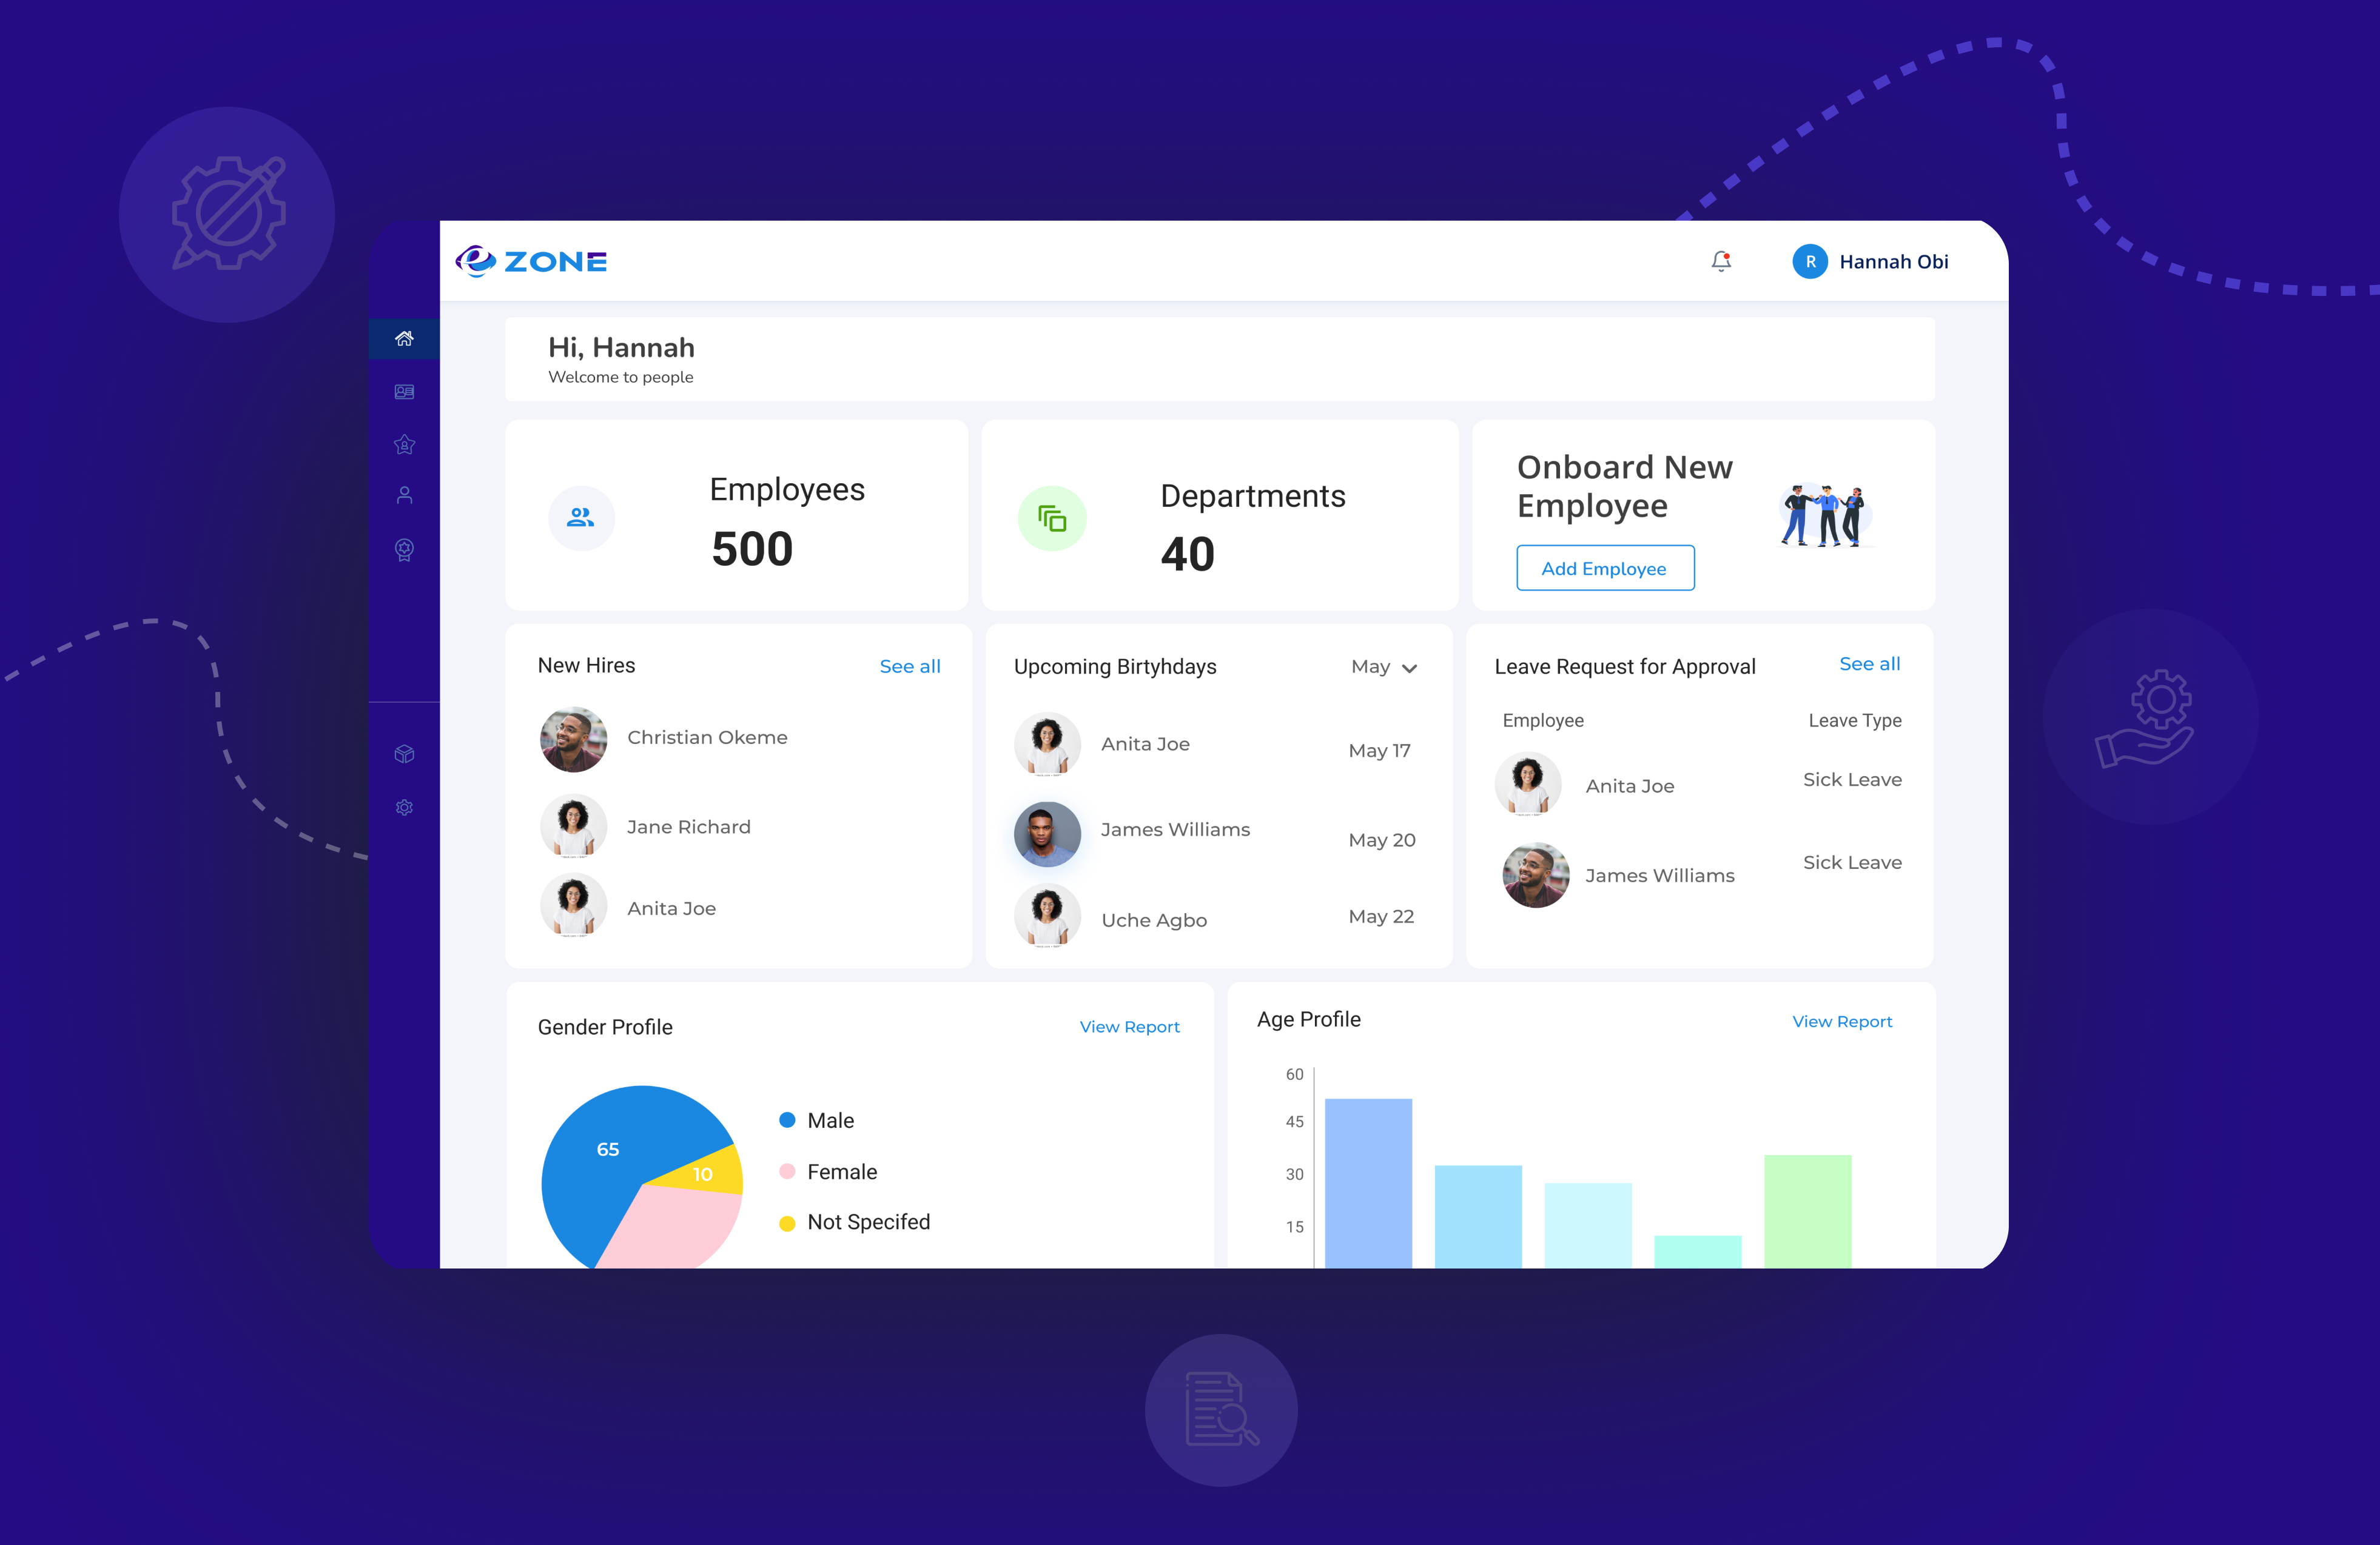 ZONE
R Hannah Obi
Hi, Hannah
Welcome to people
Employees
500
Departments
40
Onboard New
Employee
Add Employee
New Hires See all
Christian Okeme
Jane Richard
Anita Joe
Upcoming Birtyhdays May
Anita Joe May 17
James Williams May 20
Uche Agbo May 22
Leave Request for Approval See all
Employee Leave Type
Anita Joe Sick Leave
James Williams Sick Leave
Gender Profile View Report
65
10
Male
Female
Not Specifed
Age Profile View Report
60
45
30
15